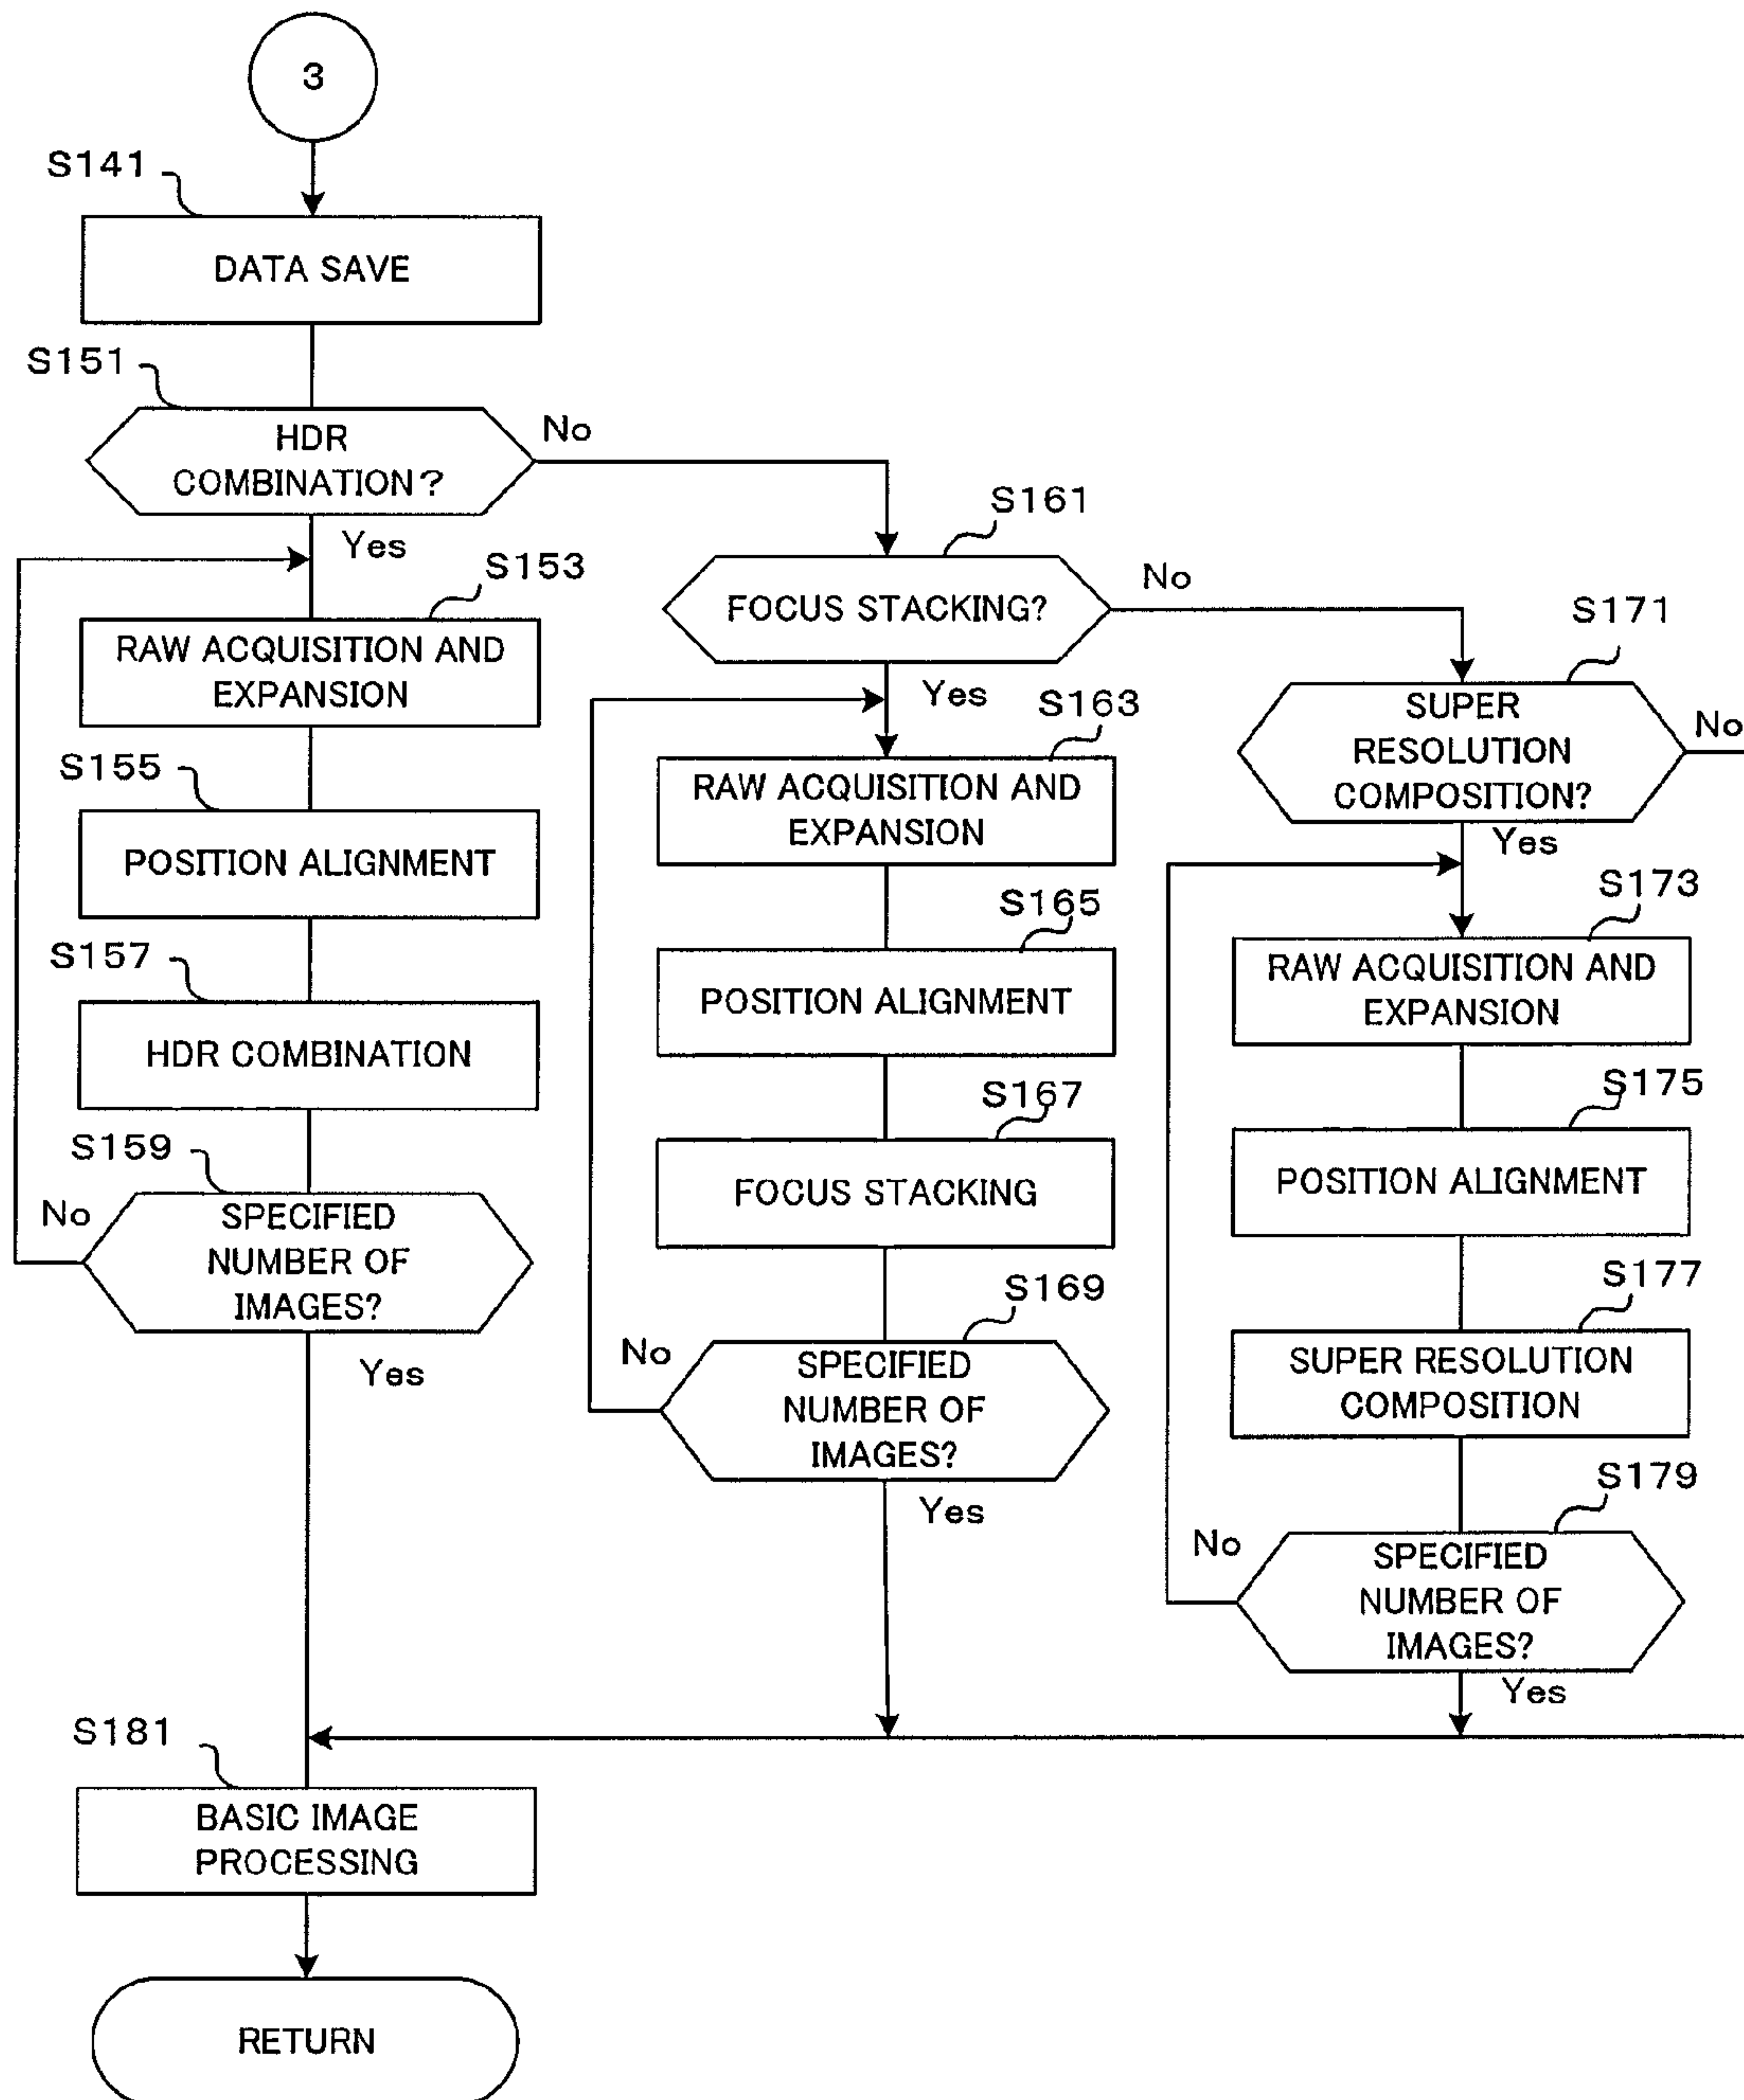 3
S141
DATA SAVE
S151
HDR
COMBINATION?
No
Yes
S153
RAW ACQUISITION AND
EXPANSION
S155
POSITION ALIGNMENT
S157
HDR COMBINATION
S159
No
SPECIFIED
NUMBER OF
IMAGES?
Yes
S161
FOCUS STACKING?
No
Yes
S163
RAW ACQUISITION AND
EXPANSION
S165
POSITION ALIGNMENT
S167
FOCUS STACKING
S169
No
SPECIFIED
NUMBER OF
IMAGES?
Yes
S171
SUPER
RESOLUTION
COMPOSITION?
No
Yes
S173
RAW ACQUISITION AND
EXPANSION
S175
POSITION ALIGNMENT
S177
SUPER RESOLUTION
COMPOSITION
S179
No
SPECIFIED
NUMBER OF
IMAGES?
Yes
S181
BASIC IMAGE
PROCESSING
RETURN